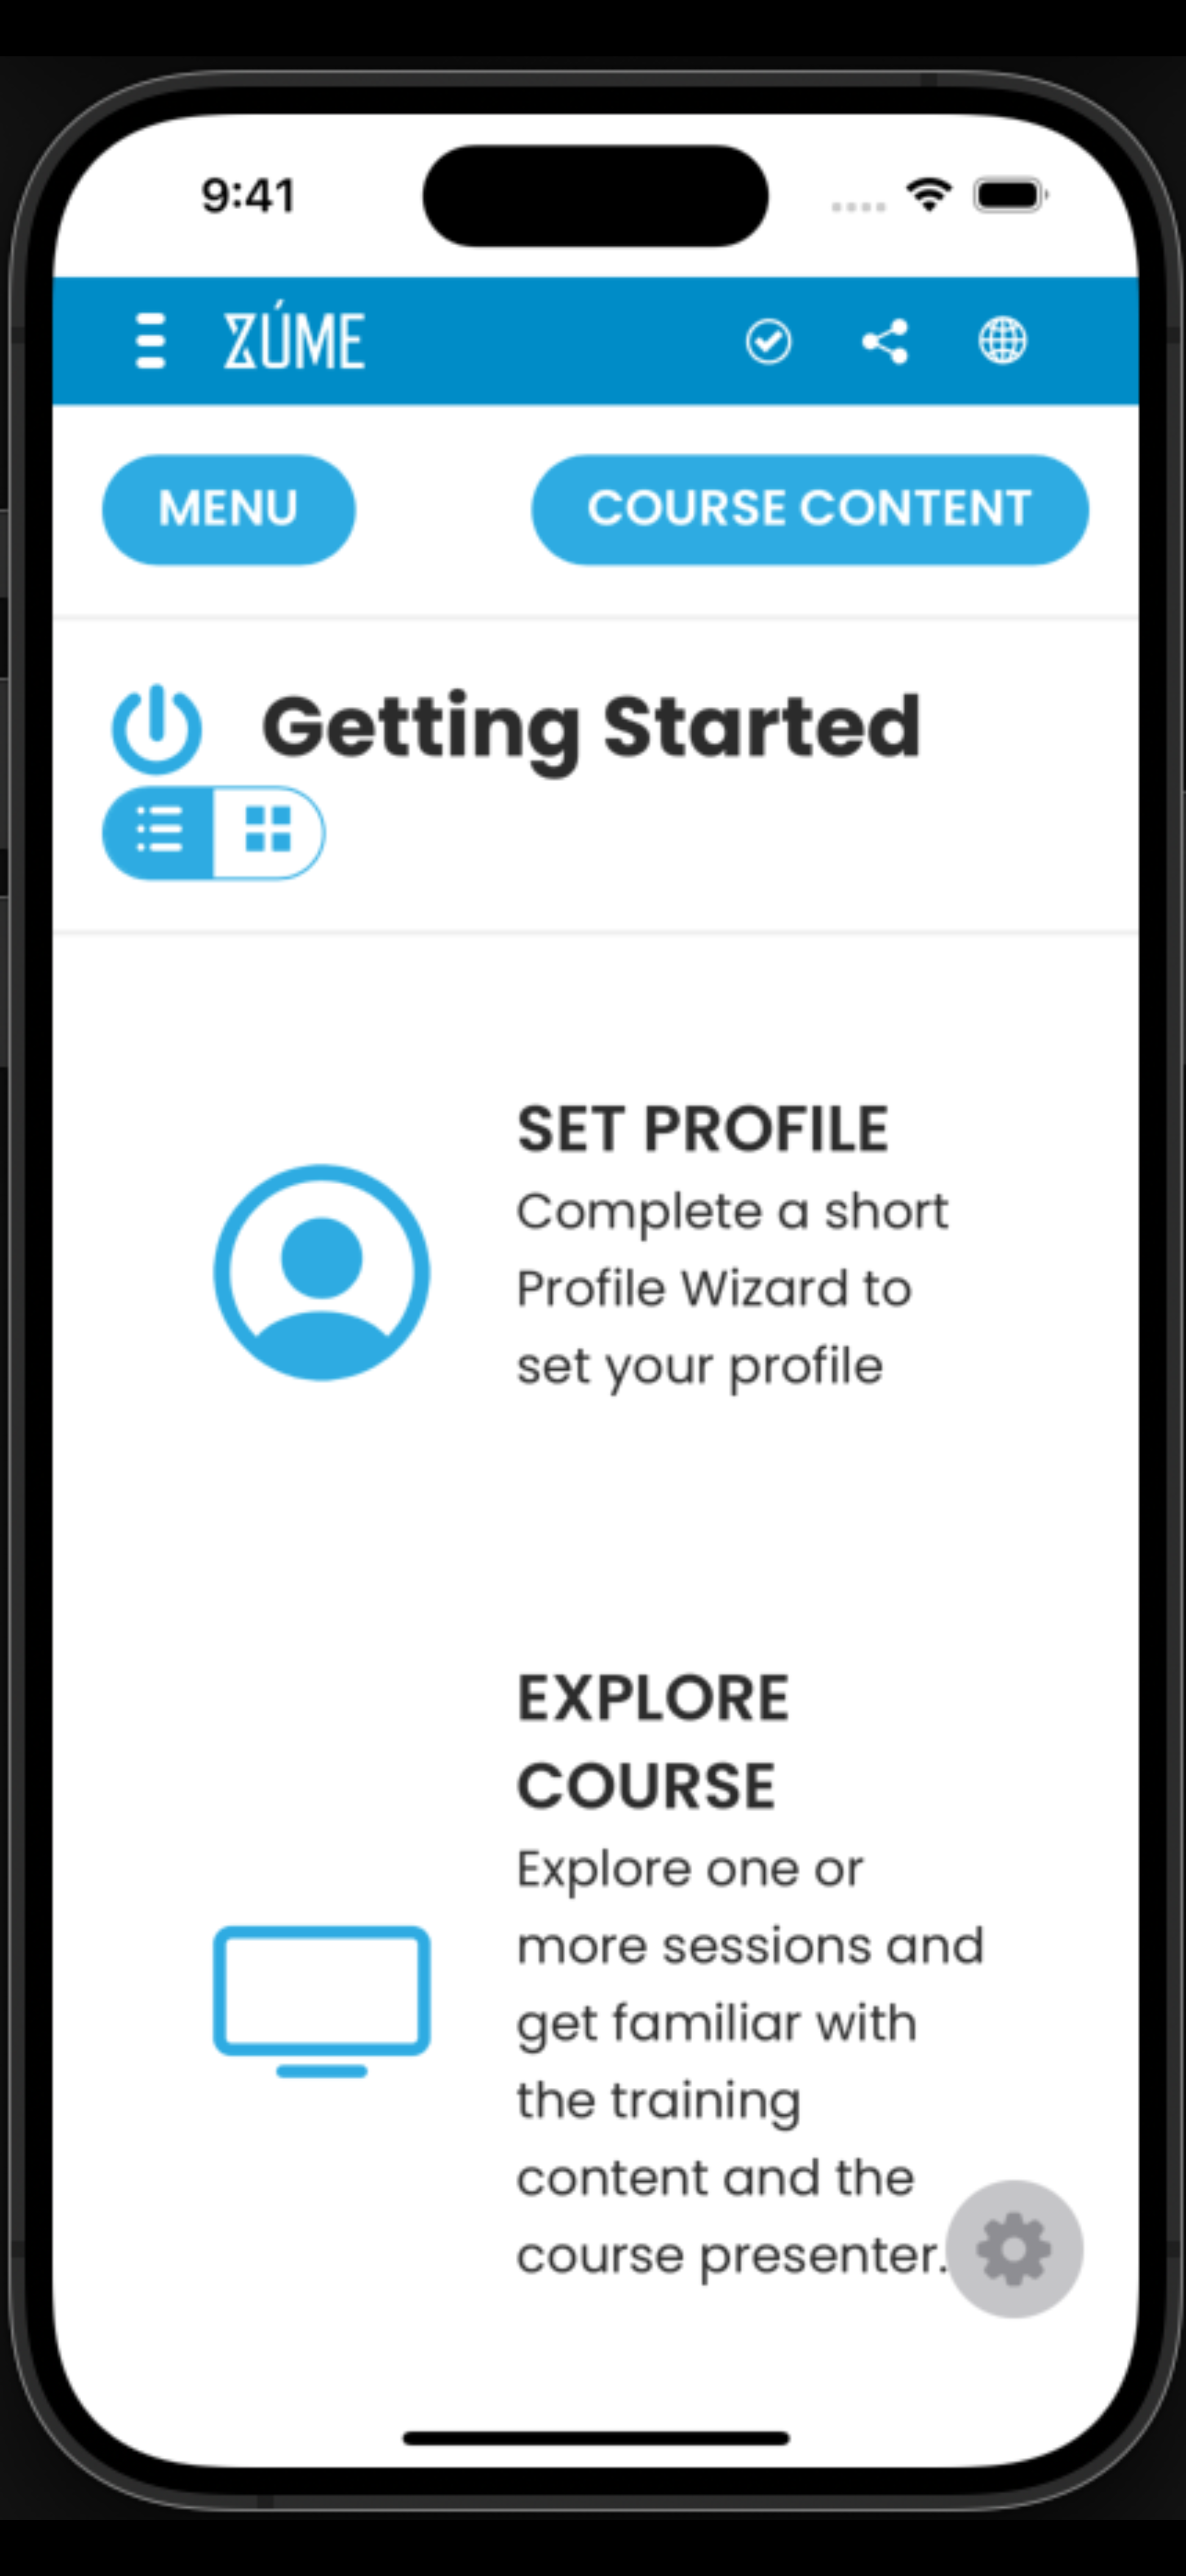 9:41
ZÚME
MENU
COURSE CONTENT
Getting Started
SET PROFILE
Complete a short
Profile Wizard to
set your profile
EXPLORE
COURSE
Explore one or
more sessions and
get familiar with
the training
content and the
course presenter.